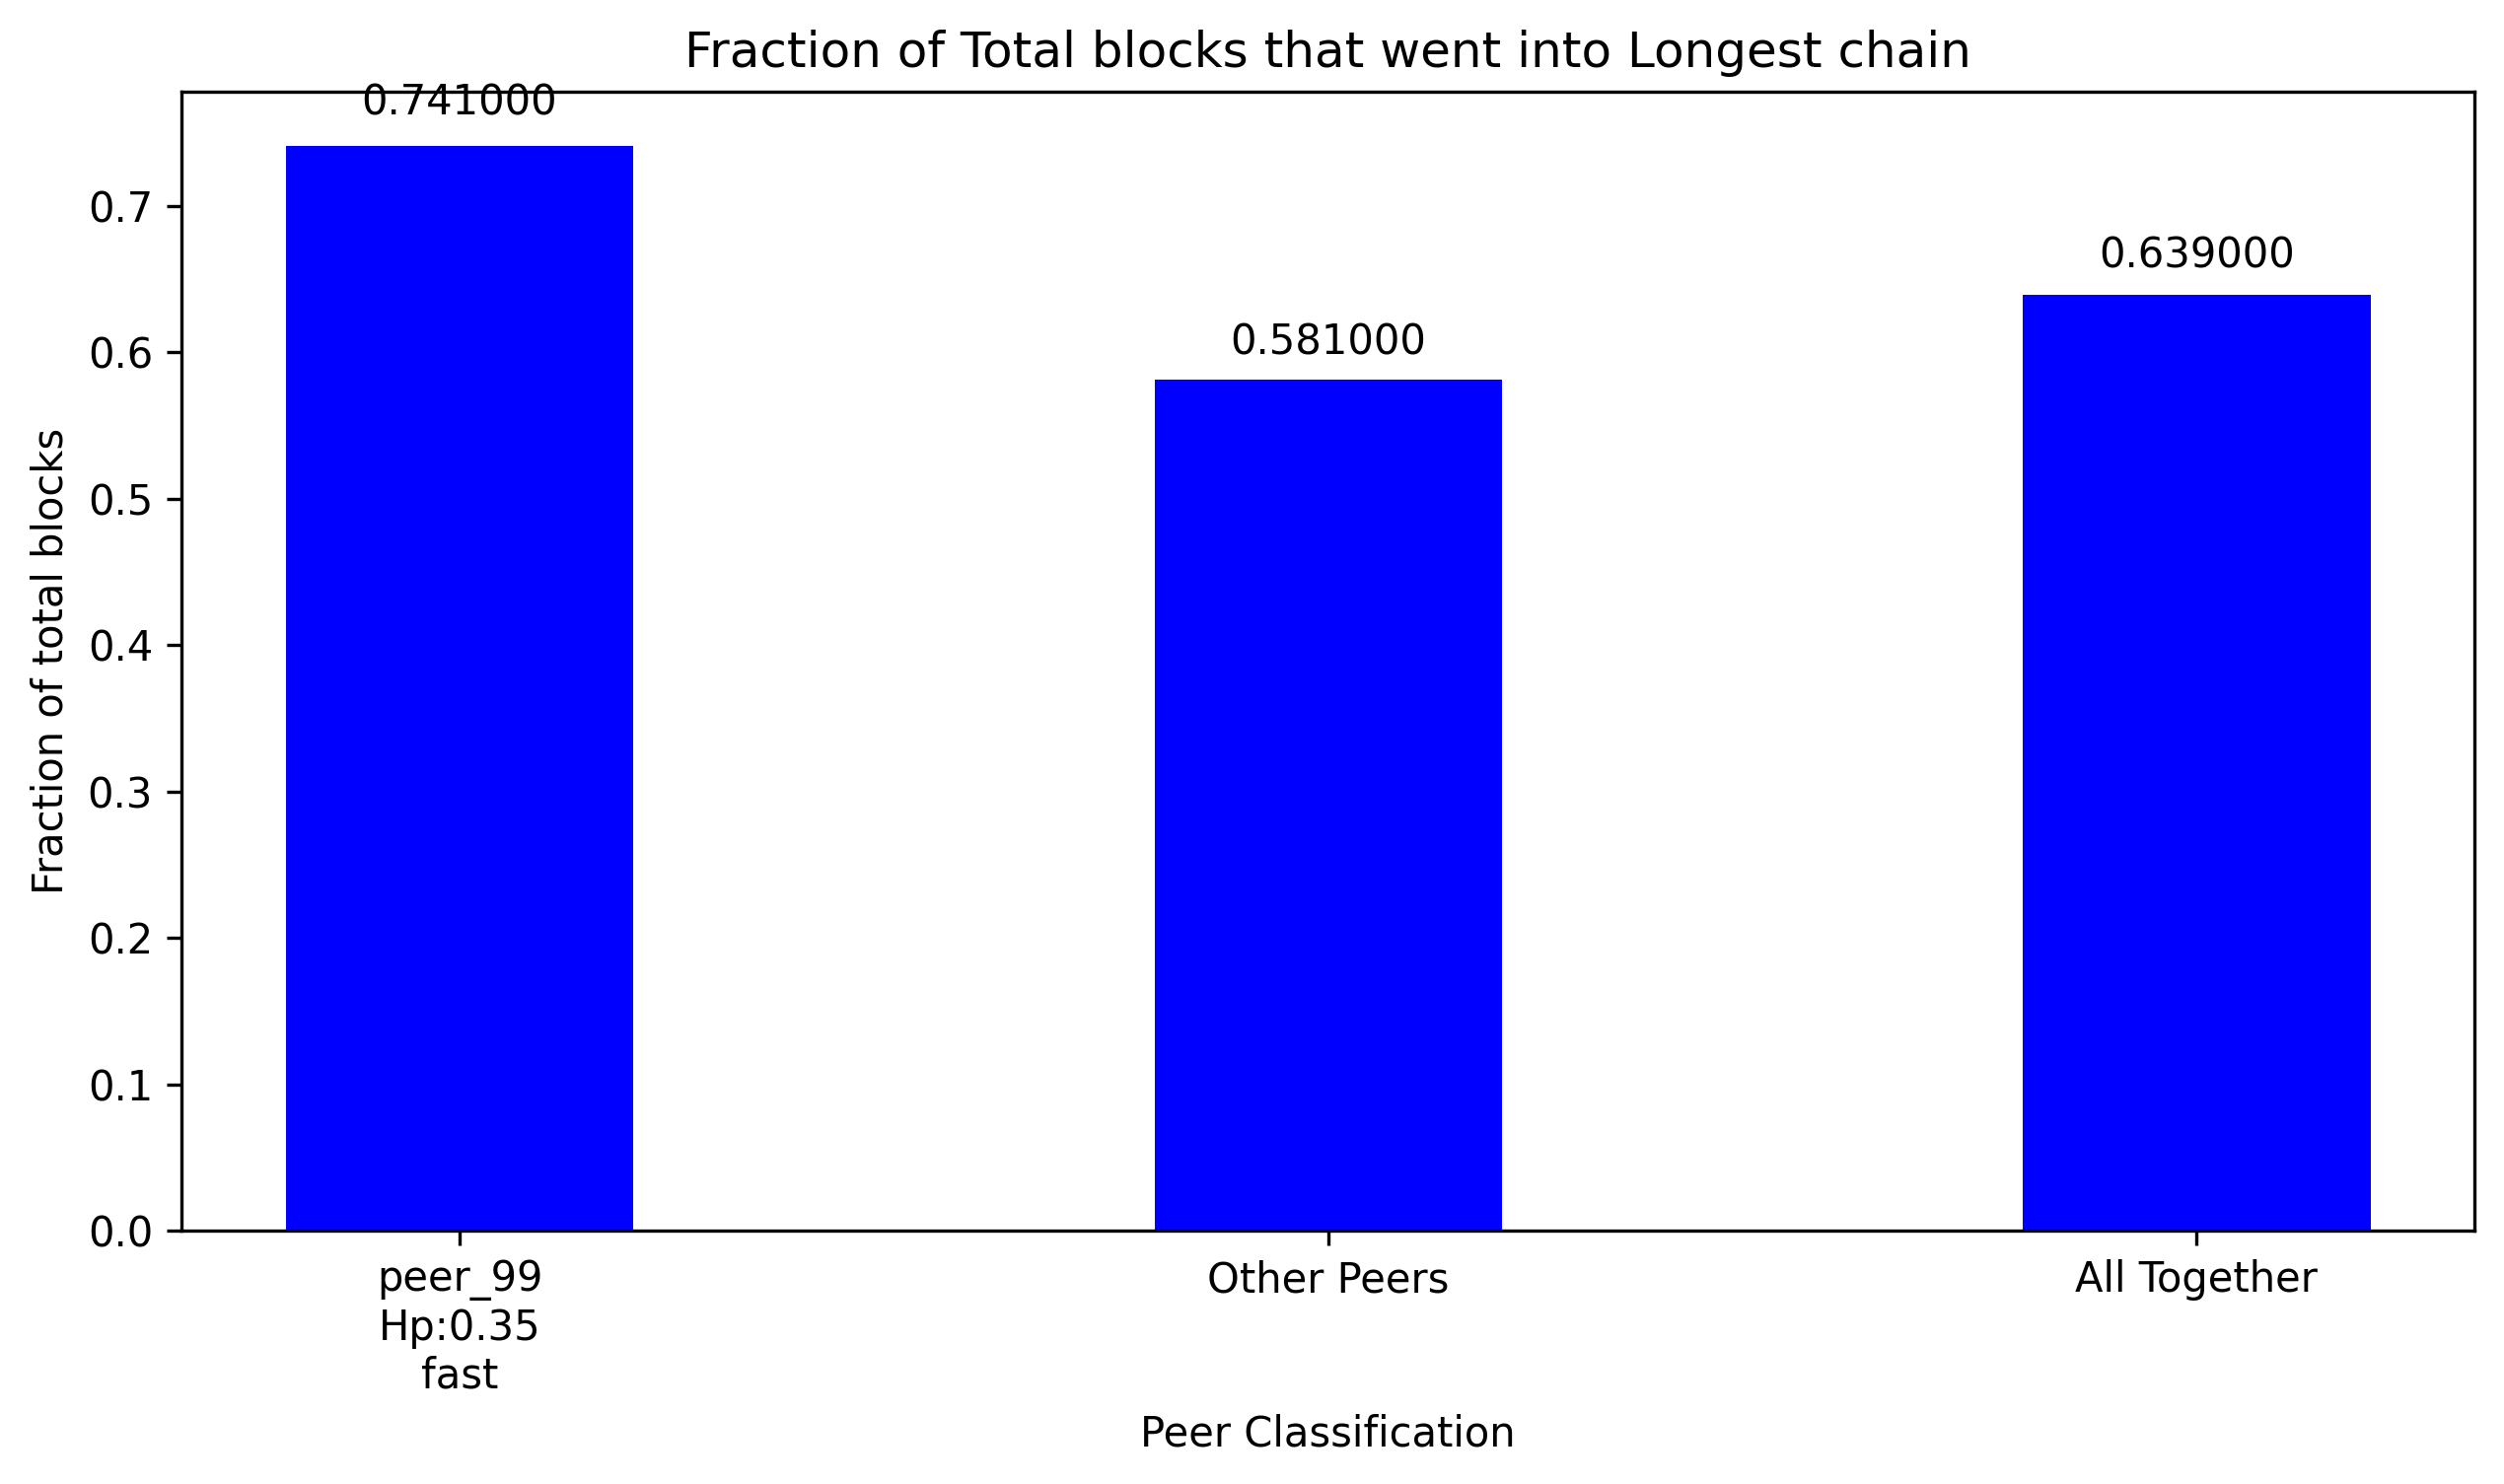 Fraction of Total blocks that went into Longest chain
0.741000
0.581000
0.639000
Fraction of total blocks
0.7
0.6
0.5
0.4
0.3
0.2
0.1
0.0
peer_99
Hp:0.35
fast
Other Peers
All Together
Peer Classification